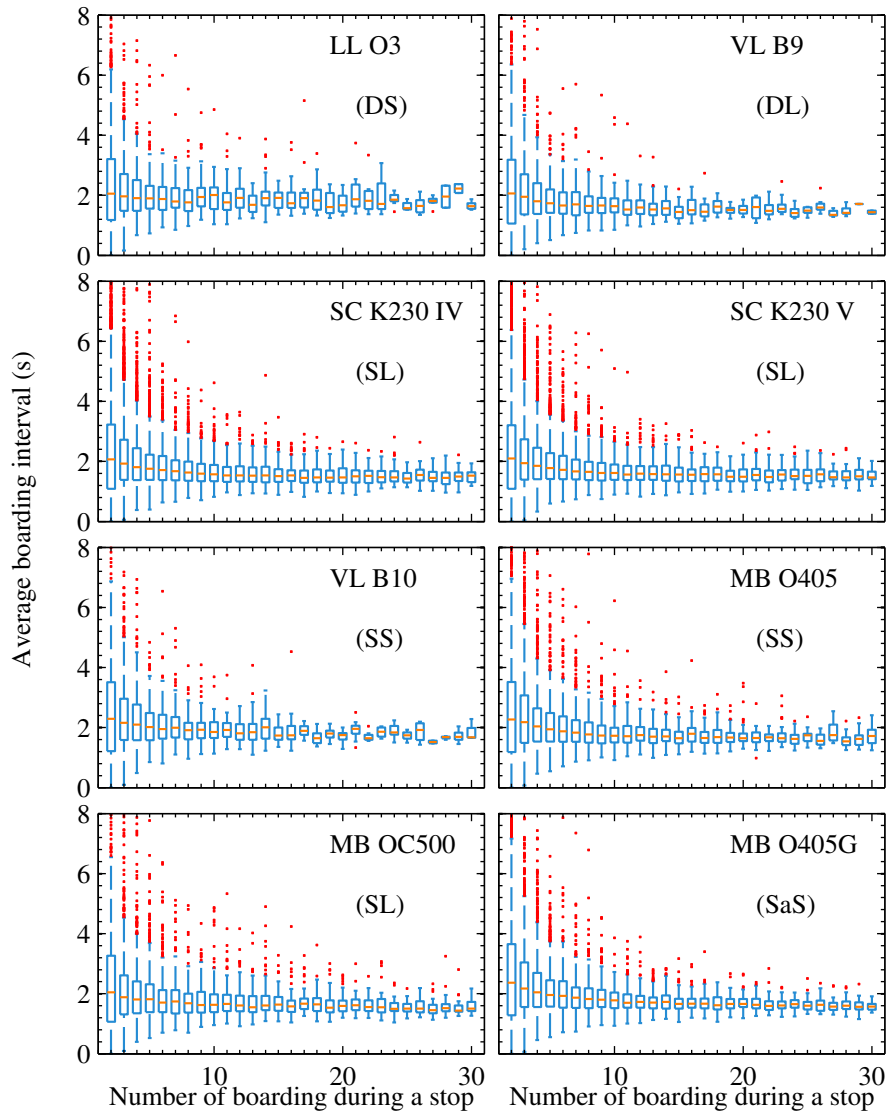 8
6
4
2
0
LL O3
(DS)
VL B9
(DL)
8
6
4
2
0
SC K230 IV
(SL)
SC K230 V
(SL)
8
6
4
2
0
VL B10
(SS)
MB O405
(SS)
8
6
4
2
0
MB OC500
(SL)
MB O405G
(SaS)
10 20 30
10 20 30
Average boarding interval (s)
Number of boarding during a stop
Number of boarding during a stop